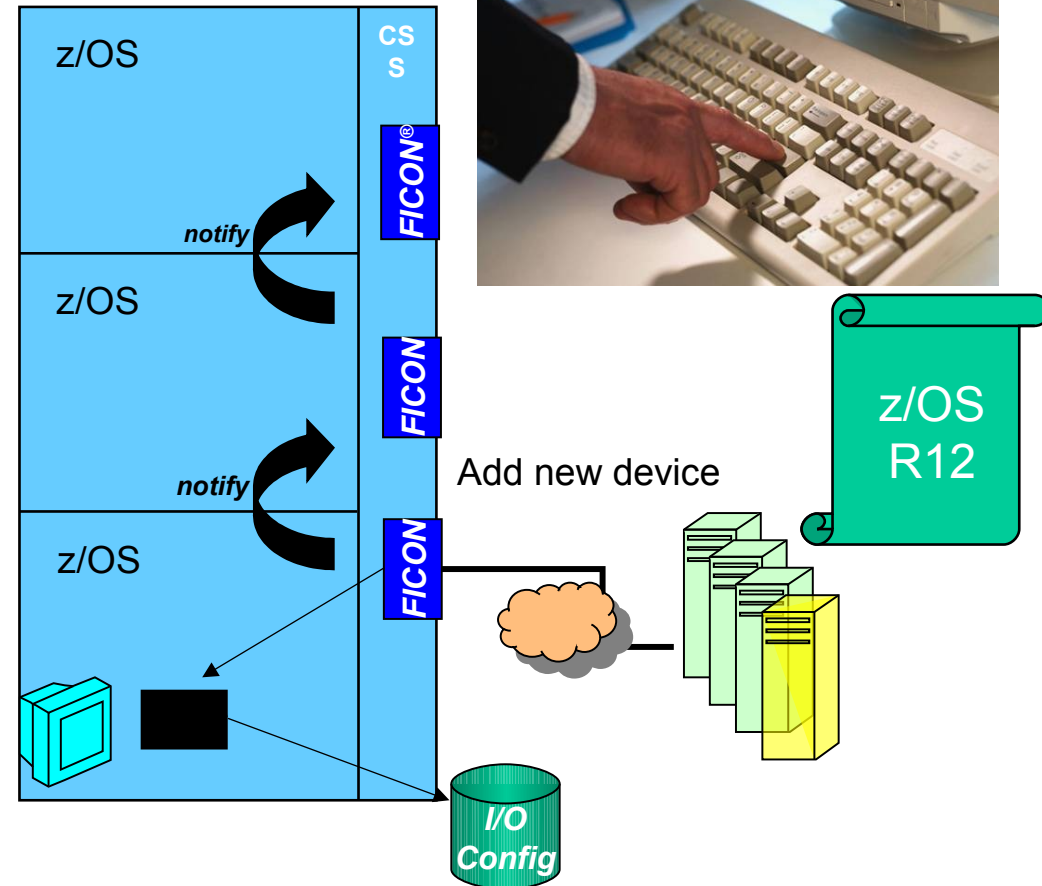 z/OS
CS
S
FICON®
notify
z/OS
FICON
z/OS
R12
Add new device
notify
z/OS
FICON
I/O
Config